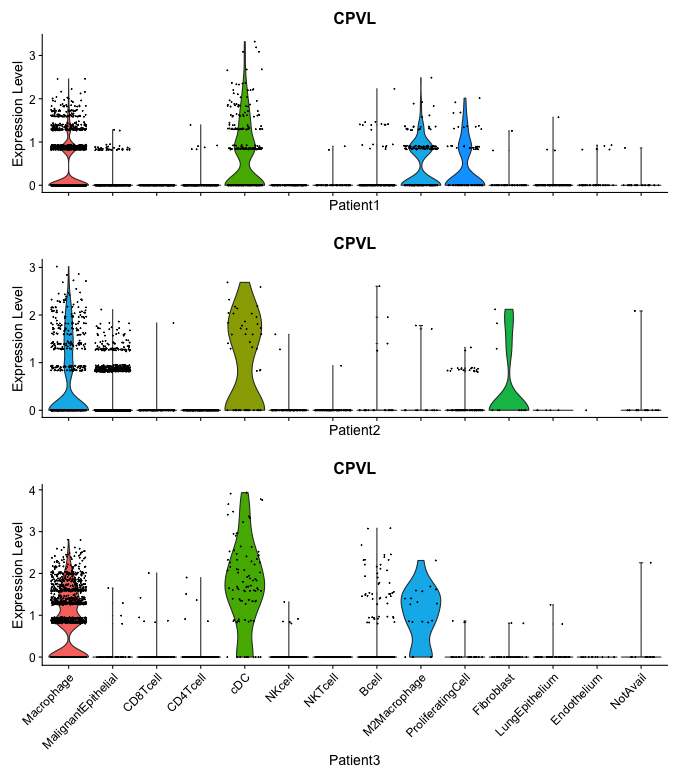 CPVL
Expression Level
3
2
1
0
Patient1
CPVL
Expression Level
3
2
1
0
Patient2
CPVL
Expression Level
4
3
2
1
0
Macrophage
MalignantEpithelial
CD8Tcell
CD4Tcell
cDC
NKcell
NKTcell
Bcell
M2Macrophage
ProliferatingCell
Fibroblast
LungEpithelium
Endothelium
NotAvail
Patient3